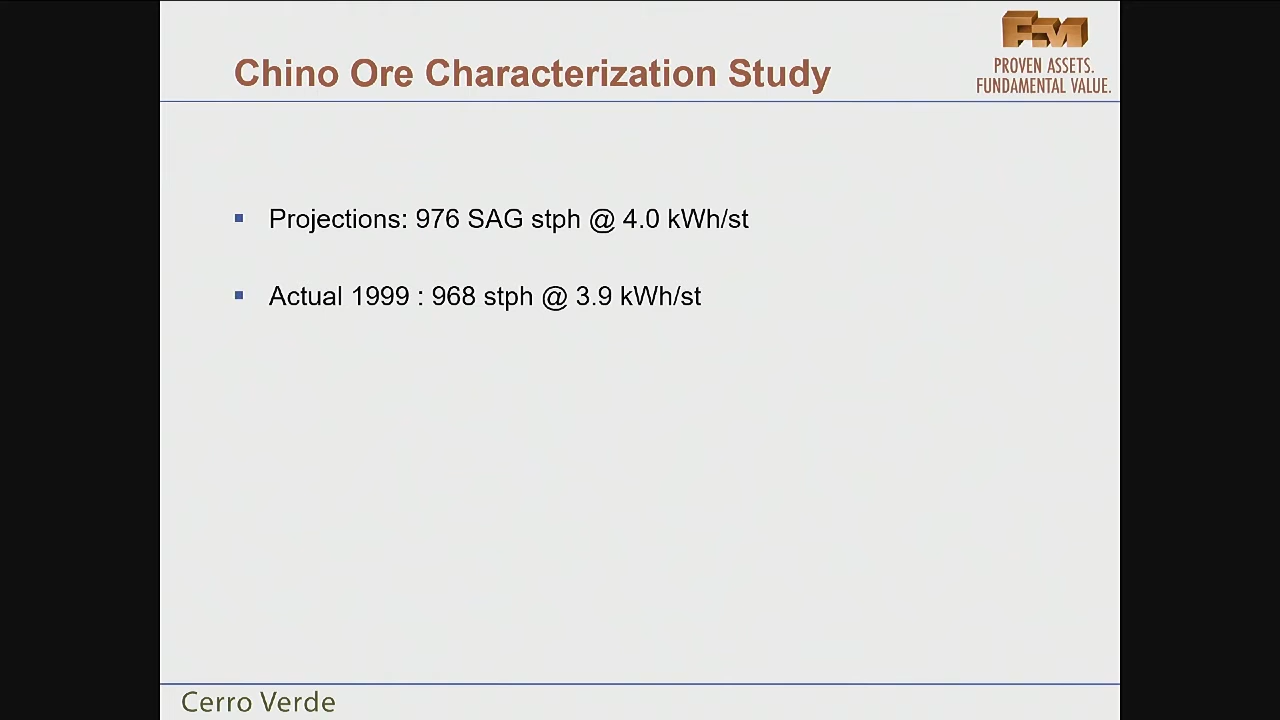 Chino Ore Characterization Study
FM
PROVEN ASSETS.
FUNDAMENTAL VALUE.
▪ Projections: 976 SAG stph @ 4.0 kWh/st
▪ Actual 1999 : 968 stph @ 3.9 kWh/st
Cerro Verde